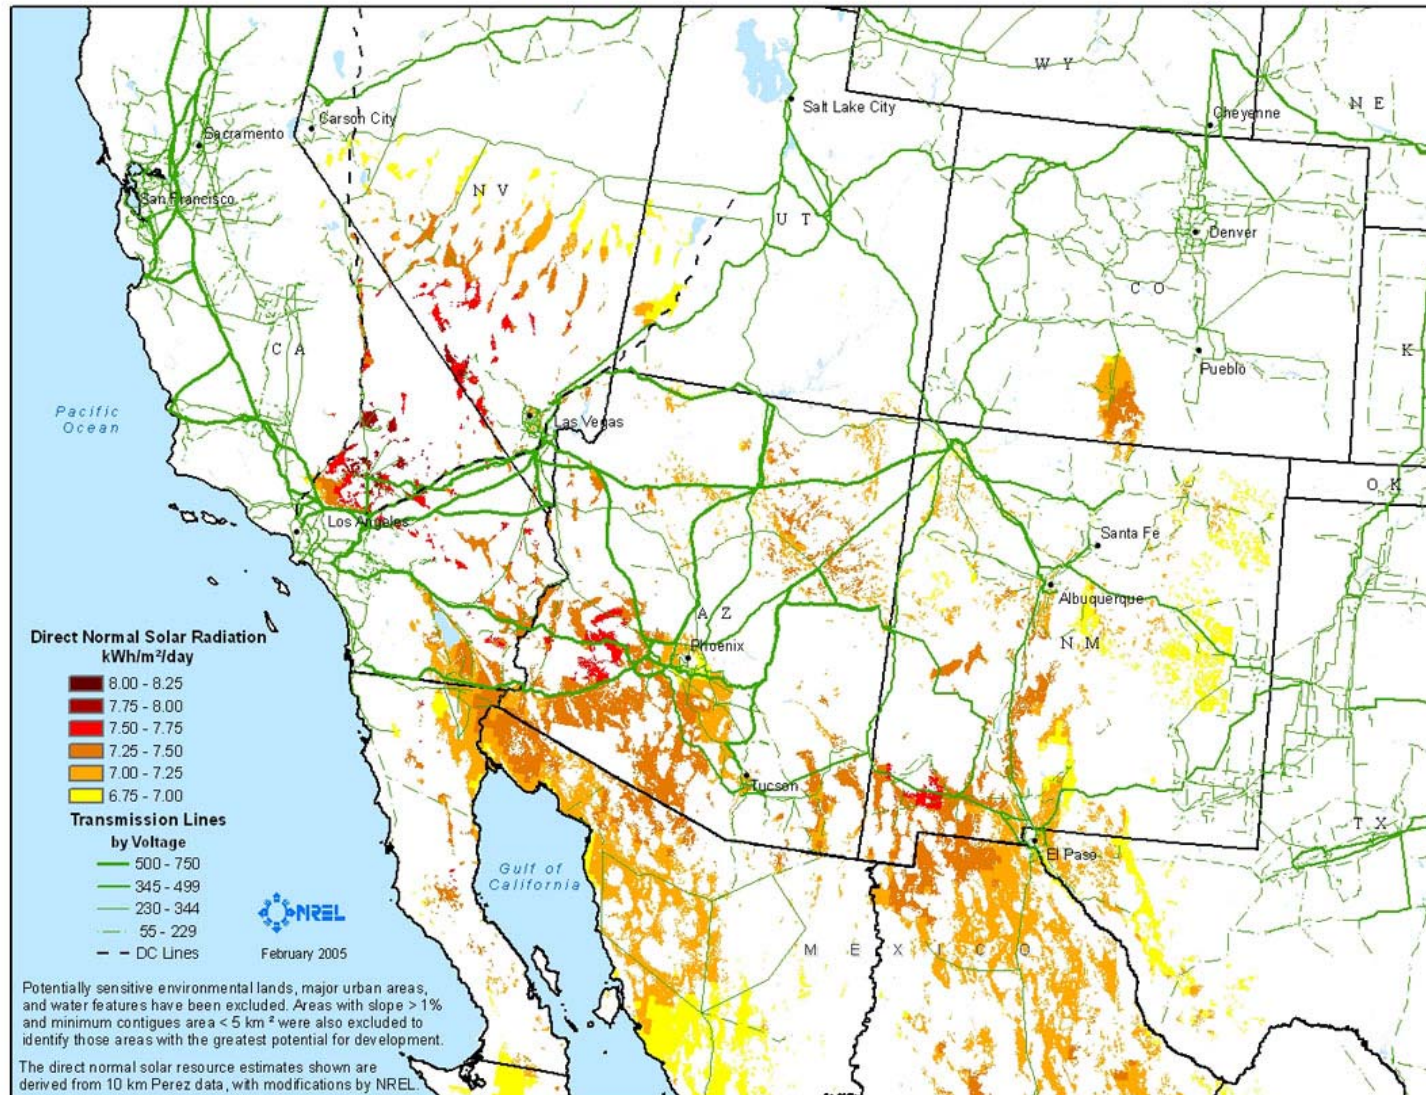 W Y
N E
Salt Lake City
Cheyenne
Carson City
Sacramento
San Francisco
N V
U T
Denver
C O
C A
K
Pueblo
Pacific
Ocean
Las Vegas
O K
Los Angeles
Santa Fe
Albuquerque
A Z
N M
Phoenix
Tucson
T X
El Paso
Gulf of
California
M E X I C O
Direct Normal Solar Radiation
kWh/m²/day
8.00 - 8.25
7.75 - 8.00
7.50 - 7.75
7.25 - 7.50
7.00 - 7.25
6.75 - 7.00
Transmission Lines
by Voltage
500 - 750
345 - 499
230 - 344
55 - 229
DC Lines
NREL
February 2005
Potentially sensitive environmental lands, major urban areas,
and water features have been excluded. Areas with slope > 1%
and minimum contigues area < 5 km ² were also excluded to
identify those areas with the greatest potential for development.
The direct normal solar resource estimates shown are
derived from 10 km Perez data, with modifications by NREL.